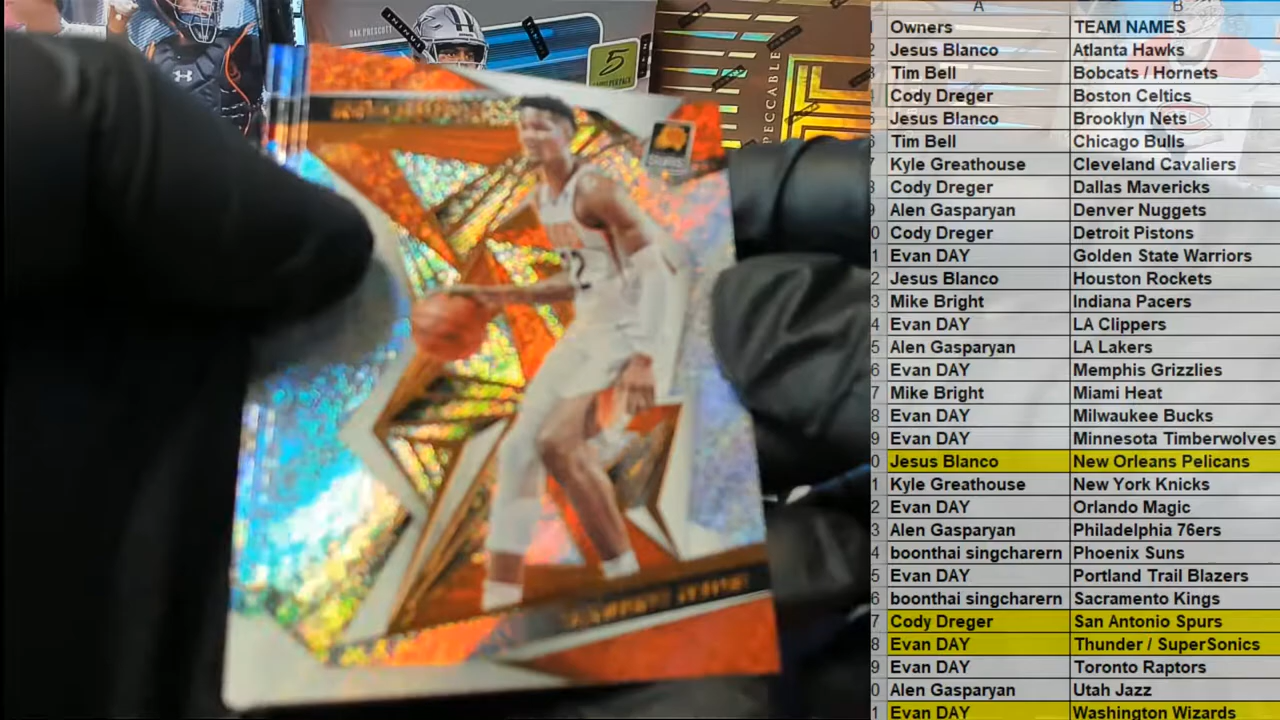 A B
Owners TEAM NAMES
Jesus Blanco Atlanta Hawks
Tim Bell Bobcats / Hornets
Cody Dreger Boston Celtics
Jesus Blanco Brooklyn Nets
Tim Bell Chicago Bulls
Kyle Greathouse Cleveland Cavaliers
Cody Dreger Dallas Mavericks
Alen Gasparyan Denver Nuggets
Cody Dreger Detroit Pistons
Evan DAY Golden State Warriors
Jesus Blanco Houston Rockets
Mike Bright Indiana Pacers
Evan DAY LA Clippers
Alen Gasparyan LA Lakers
Evan DAY Memphis Grizzlies
Mike Bright Miami Heat
Evan DAY Milwaukee Bucks
Evan DAY Minnesota Timberwolves
Jesus Blanco New Orleans Pelicans
Kyle Greathouse New York Knicks
Evan DAY Orlando Magic
Alen Gasparyan Philadelphia 76ers
boonthai singcharern Phoenix Suns
Evan DAY Portland Trail Blazers
boonthai singcharern Sacramento Kings
Cody Dreger San Antonio Spurs
Evan DAY Thunder / SuperSonics
Evan DAY Toronto Raptors
Alen Gasparyan Utah Jazz
Evan DAY Washington Wizards
DAK PRESCOTT
5
PECCABLE
SUNS
22